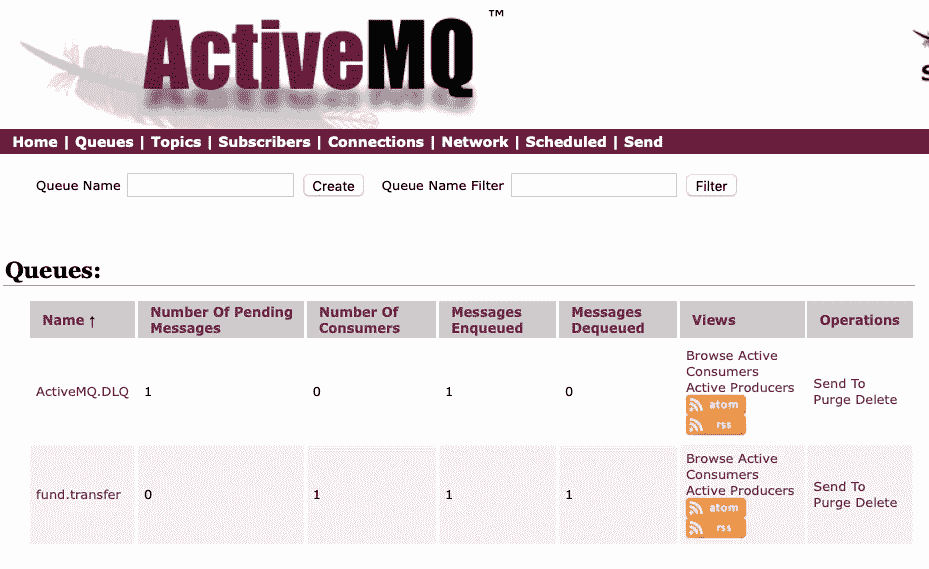 ActiveMQ™
S
Home | Queues | Topics | Subscribers | Connections | Network | Scheduled | Send
Queue Name Create Queue Name Filter Filter
Queues:
Name ↑ Number Of Pending Messages Number Of Consumers Messages Enqueued Messages Dequeued Views Operations
ActiveMQ.DLQ 1 0 1 0
Browse Active
Consumers
Active Producers
atom
rss
Send To
Purge Delete
fund.transfer 0 1 1 1
Browse Active
Consumers
Active Producers
atom
rss
Send To
Purge Delete